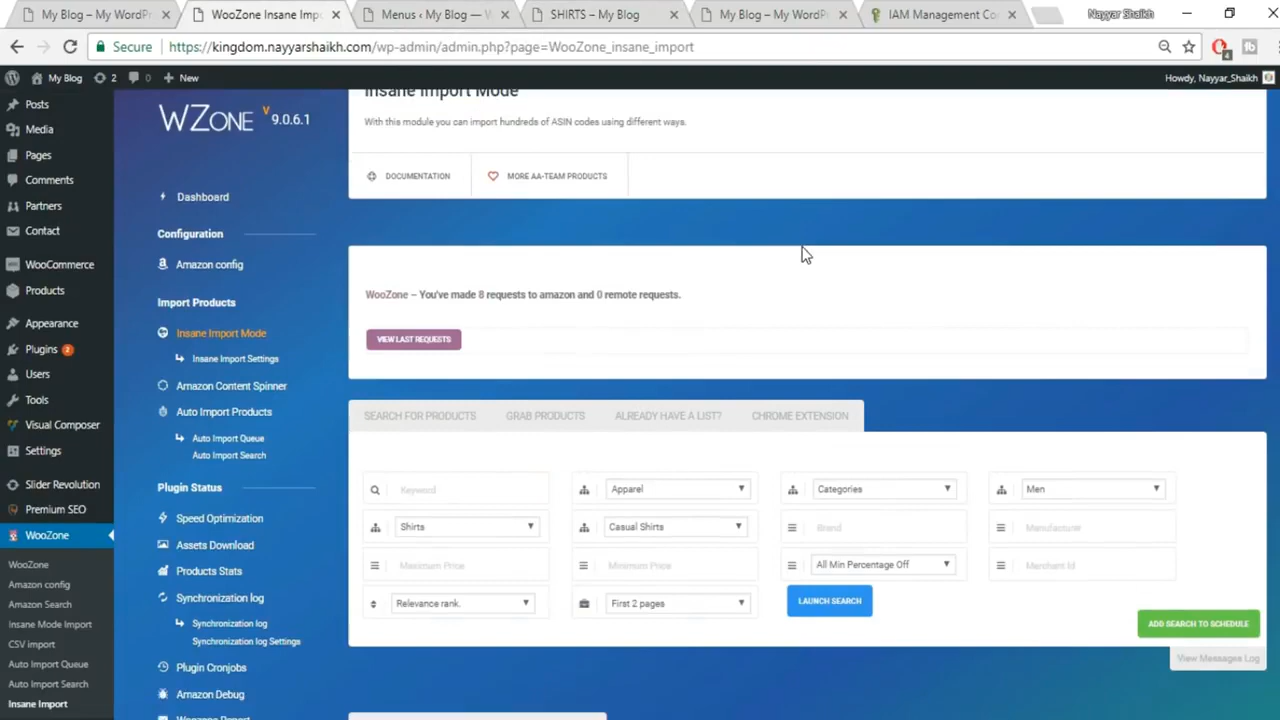 My Blog – My WordP
WooZone Insane Imp
Menus ‹ My Blog — W
SHIRTS – My Blog
My Blog – My WordP
IAM Management Co
Nayyar Shaikh
Secure
https://kingdom.nayyarshaikh.com/wp-admin/admin.php?page=WooZone_insane_import
4
My Blog
2
0
New
Howdy, Nayyar_Shaikh
Posts
Media
Pages
Comments
Partners
Contact
WooCommerce
Products
Appearance
Plugins 2
Users
Tools
Visual Composer
Settings
Slider Revolution
Premium SEO
WooZone
WooZone
Amazon config
Amazon Search
Insane Mode Import
CSV import
Auto Import Queue
Auto Import Search
Insane Import
WZONE V 9.0.6.1
Dashboard
Configuration
Amazon config
Import Products
Insane Import Mode
Insane Import Settings
Amazon Content Spinner
Auto Import Products
Auto Import Queue
Auto Import Search
Plugin Status
Speed Optimization
Assets Download
Products Stats
Synchronization log
Synchronization log
Synchronization log Settings
Plugin Cronjobs
Amazon Debug
Woozone Report
Insane Import Mode
With this module you can import hundreds of ASIN codes using different ways.
DOCUMENTATION
MORE AA-TEAM PRODUCTS
WooZone – You've made 8 requests to amazon and 0 remote requests.
VIEW LAST REQUESTS
SEARCH FOR PRODUCTS
GRAB PRODUCTS
ALREADY HAVE A LIST?
CHROME EXTENSION
Keyword
Apparel
Categories
Men
Shirts
Casual Shirts
Brand
Manufacturer
Maximum Price
Minimum Price
All Min Percentage Off
Merchant Id
Relevance rank.
First 2 pages
LAUNCH SEARCH
ADD SEARCH TO SCHEDULE
View Messages Log